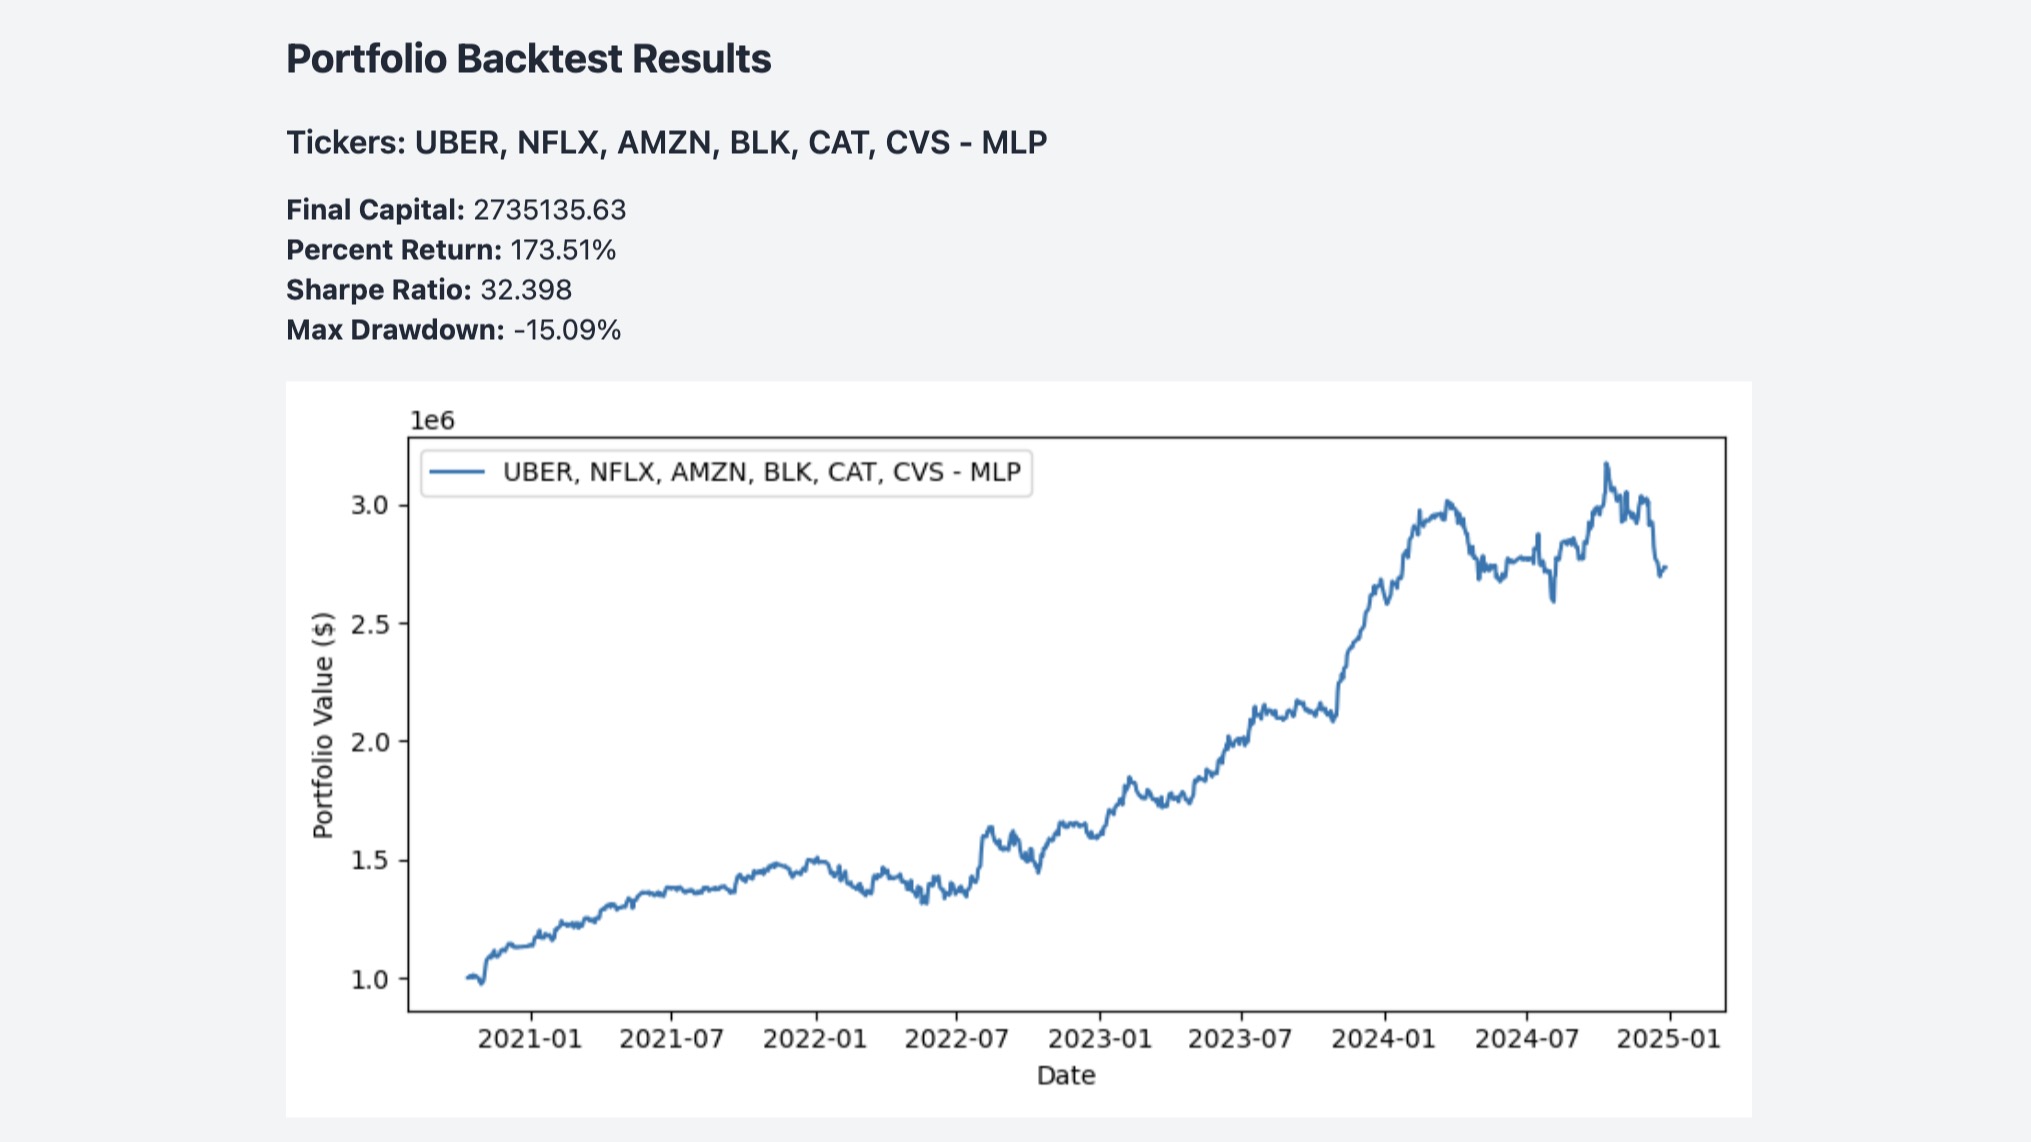 Portfolio Backtest Results
Tickers: UBER, NFLX, AMZN, BLK, CAT, CVS - MLP
Final Capital: 2735135.63
Percent Return: 173.51%
Sharpe Ratio: 32.398
Max Drawdown: -15.09%
1e6
UBER, NFLX, AMZN, BLK, CAT, CVS - MLP
3.0
2.5
2.0
1.5
1.0
Portfolio Value ($)
2021-01 2021-07 2022-01 2022-07 2023-01 2023-07 2024-01 2024-07 2025-01
Date